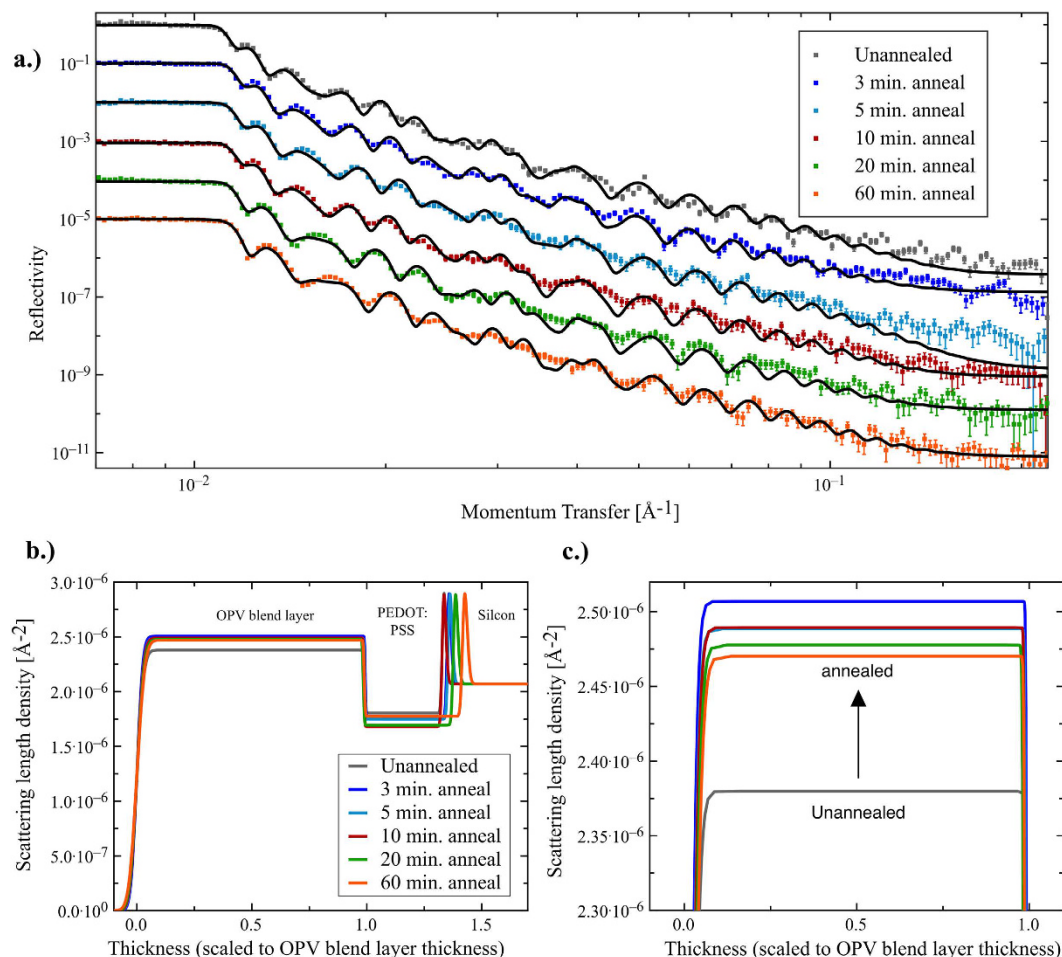 a.)
10⁻¹
10⁻³
10⁻⁵
10⁻⁷
10⁻⁹
10⁻¹¹
Reflectivity
Unannealed
3 min. anneal
5 min. anneal
10 min. anneal
20 min. anneal
60 min. anneal
10⁻²
10⁻¹
Momentum Transfer [Å⁻¹]
b.)
3.0·10⁻⁶
2.5·10⁻⁶
2.0·10⁻⁶
1.5·10⁻⁶
1.0·10⁻⁶
5.0·10⁻⁷
0.0·10⁰
Scattering length density [Å⁻²]
OPV blend layer
PEDOT:
PSS
Silcon
Unannealed
3 min. anneal
5 min. anneal
10 min. anneal
20 min. anneal
60 min. anneal
0.0
0.5
1.0
1.5
Thickness (scaled to OPV blend layer thickness)
c.)
2.50·10⁻⁶
2.45·10⁻⁶
2.40·10⁻⁶
2.35·10⁻⁶
2.30·10⁻⁶
Scattering length density [Å⁻²]
annealed
Unannealed
0.0
0.5
1.0
Thickness (scaled to OPV blend layer thickness)